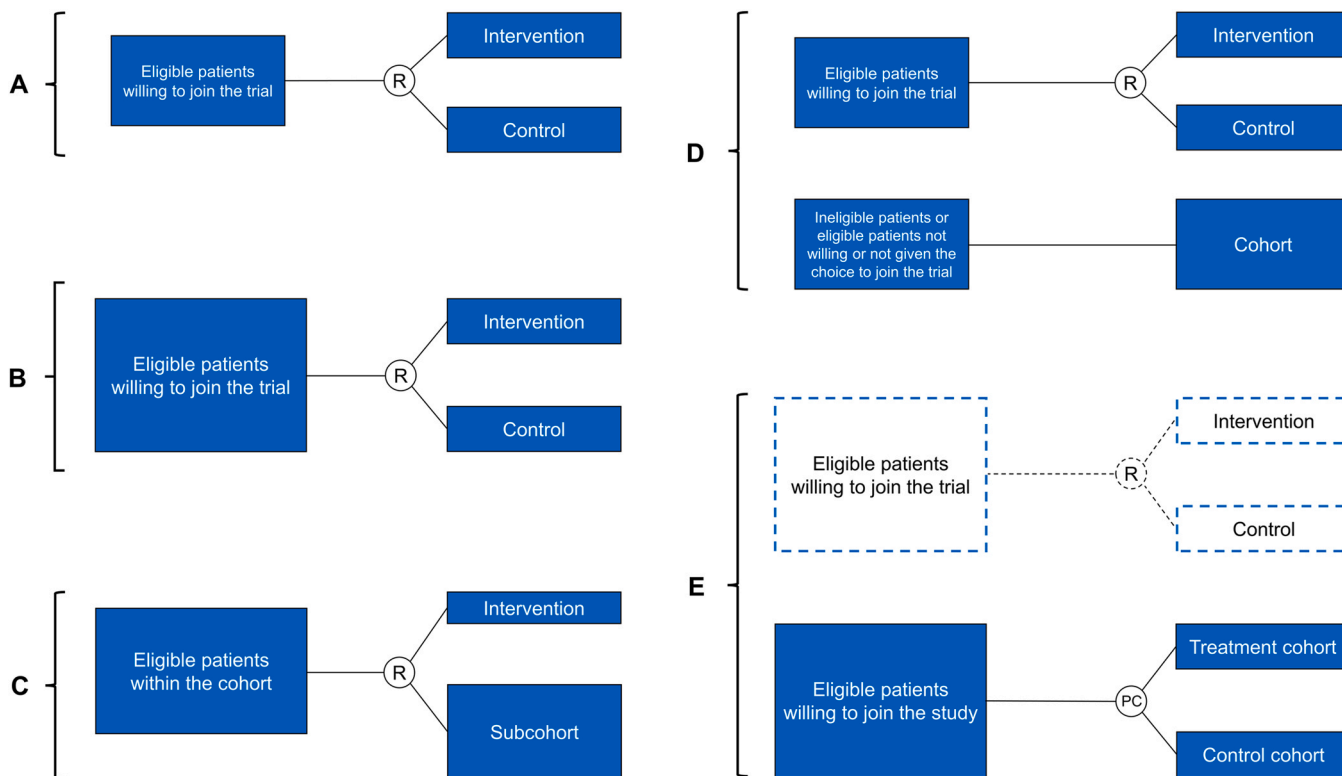 A
Eligible patients
willing to join the trial
R
Intervention
Control
B
Eligible patients
willing to join the trial
R
Intervention
Control
C
Eligible patients
within the cohort
R
Intervention
Subcohort
D
Eligible patients
willing to join the trial
R
Intervention
Control
Ineligible patients or
eligible patients not
willing or not given the
choice to join the trial
Cohort
E
Eligible patients
willing to join the trial
R
Intervention
Control
Eligible patients
willing to join the study
PC
Treatment cohort
Control cohort